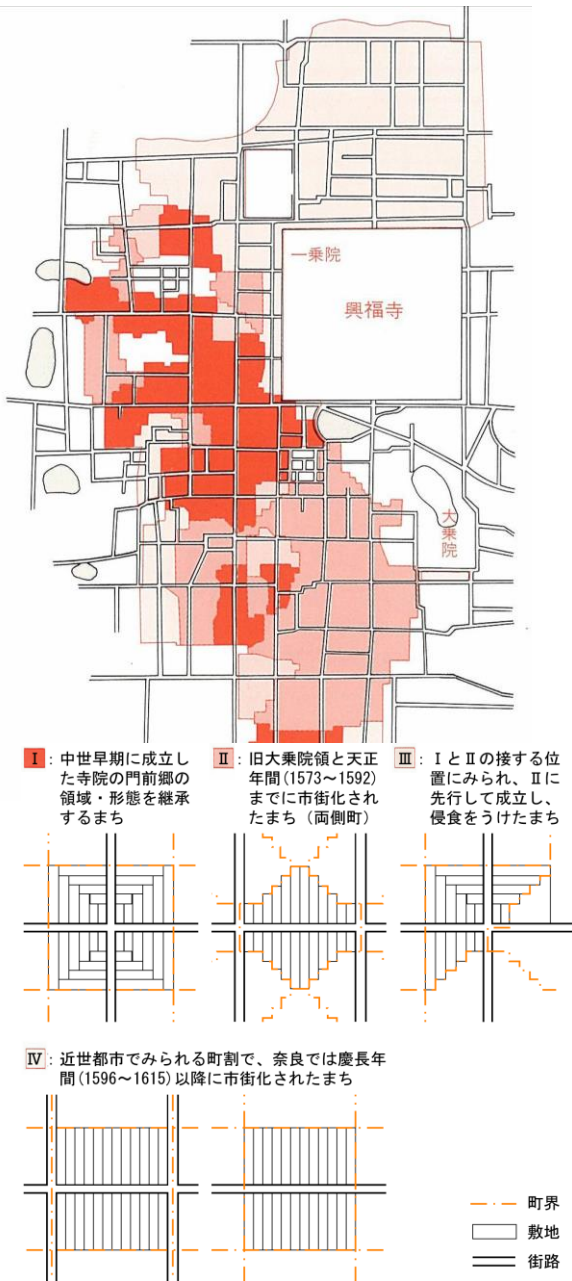 一乗院
興福寺
大乗院
Ⅰ：中世早期に成立し
た寺院の門前郷の
領域・形態を継承
するまち
Ⅱ：旧大乗院領と天正
年間(1573～1592)
までに市街化され
たまち（両側町）
Ⅲ：ⅠとⅡの接する位
置にみられ、Ⅱに
先行して成立し、
侵食をうけたまち
Ⅳ：近世都市でみられる町割で、奈良では慶長年
間(1596～1615)以降に市街化されたまち
町界
敷地
街路